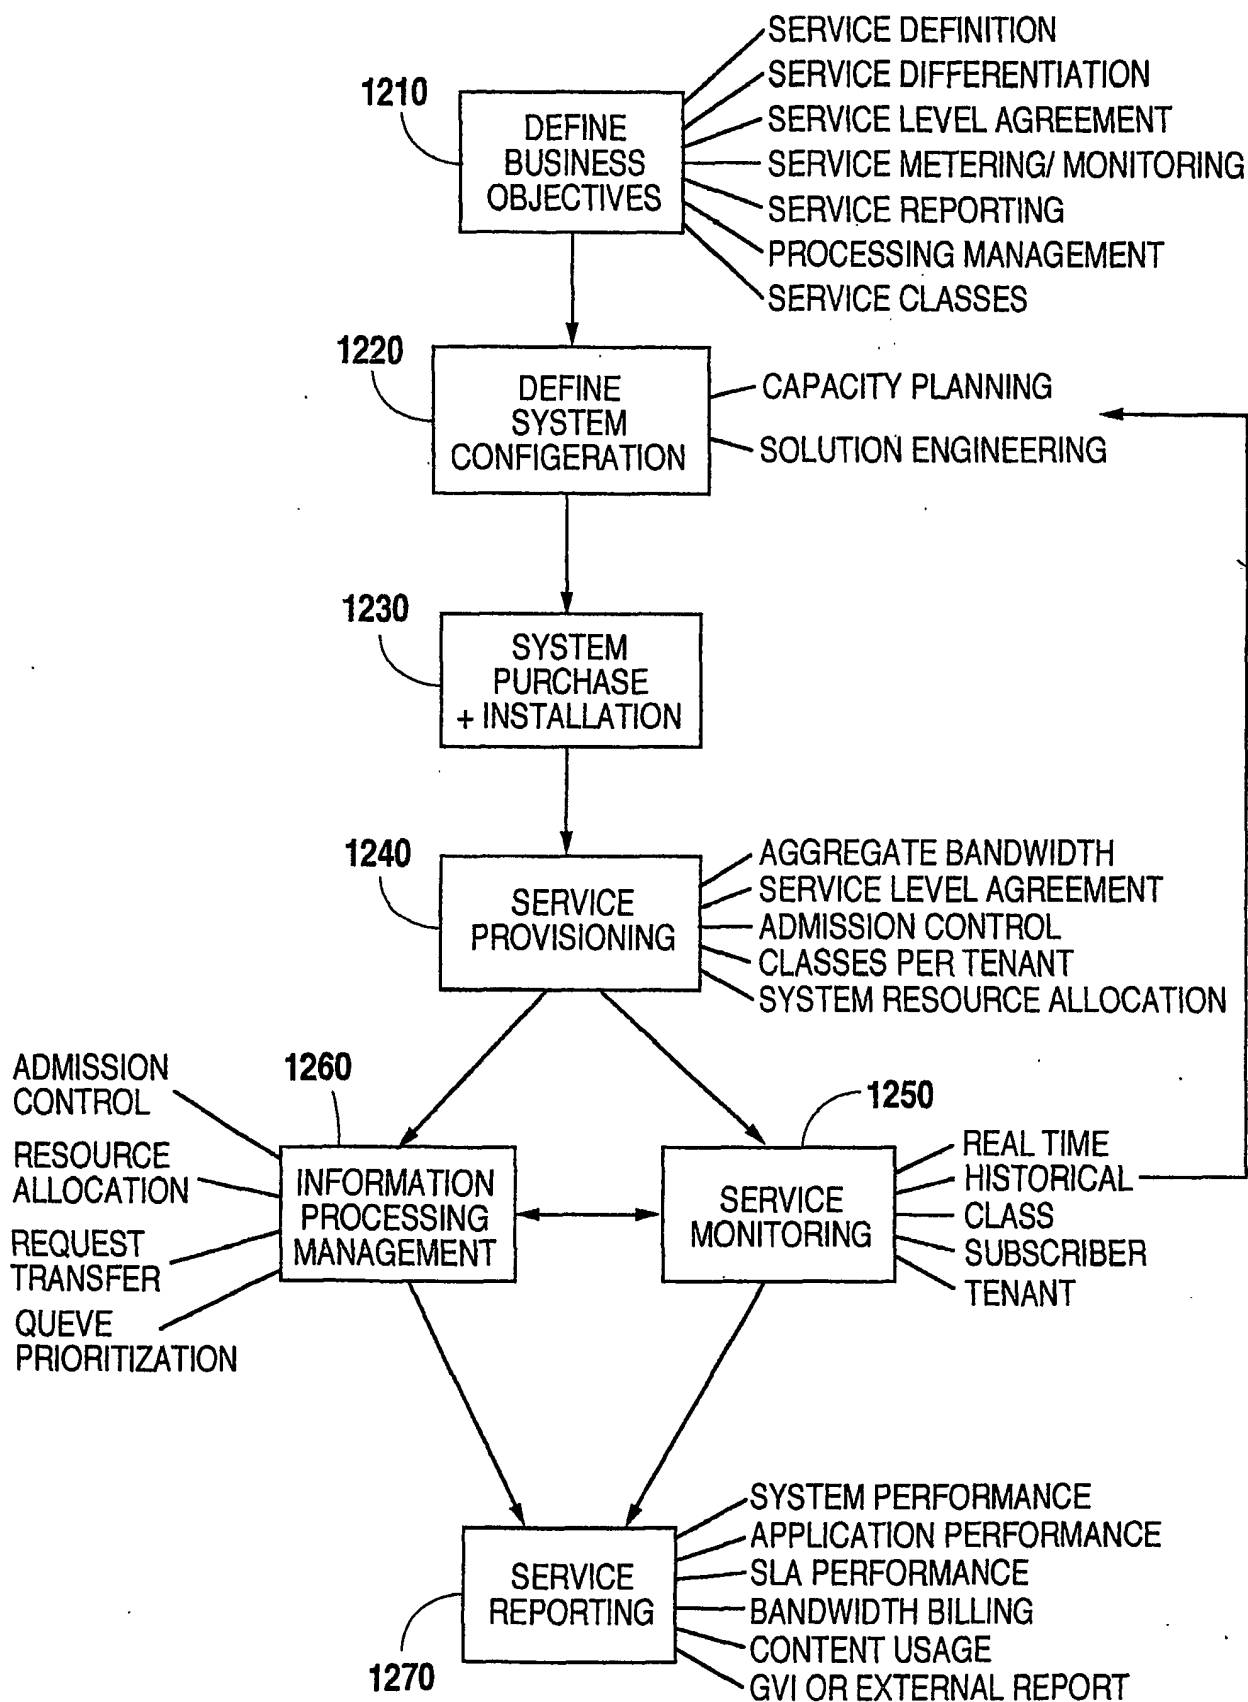 SERVICE DEFINITION
SERVICE DIFFERENTIATION
SERVICE LEVEL AGREEMENT
SERVICE METERING/ MONITORING
SERVICE REPORTING
PROCESSING MANAGEMENT
SERVICE CLASSES
1210
DEFINE
BUSINESS
OBJECTIVES
1220
DEFINE
SYSTEM
CONFIGERATION
CAPACITY PLANNING
SOLUTION ENGINEERING
1230
SYSTEM
PURCHASE
+ INSTALLATION
1240
SERVICE
PROVISIONING
AGGREGATE BANDWIDTH
SERVICE LEVEL AGREEMENT
ADMISSION CONTROL
CLASSES PER TENANT
SYSTEM RESOURCE ALLOCATION
ADMISSION
CONTROL
RESOURCE
ALLOCATION
REQUEST
TRANSFER
QUEVE
PRIORITIZATION
1260
INFORMATION
PROCESSING
MANAGEMENT
1250
SERVICE
MONITORING
REAL TIME
HISTORICAL
CLASS
SUBSCRIBER
TENANT
SERVICE
REPORTING
1270
SYSTEM PERFORMANCE
APPLICATION PERFORMANCE
SLA PERFORMANCE
BANDWIDTH BILLING
CONTENT USAGE
GVI OR EXTERNAL REPORT